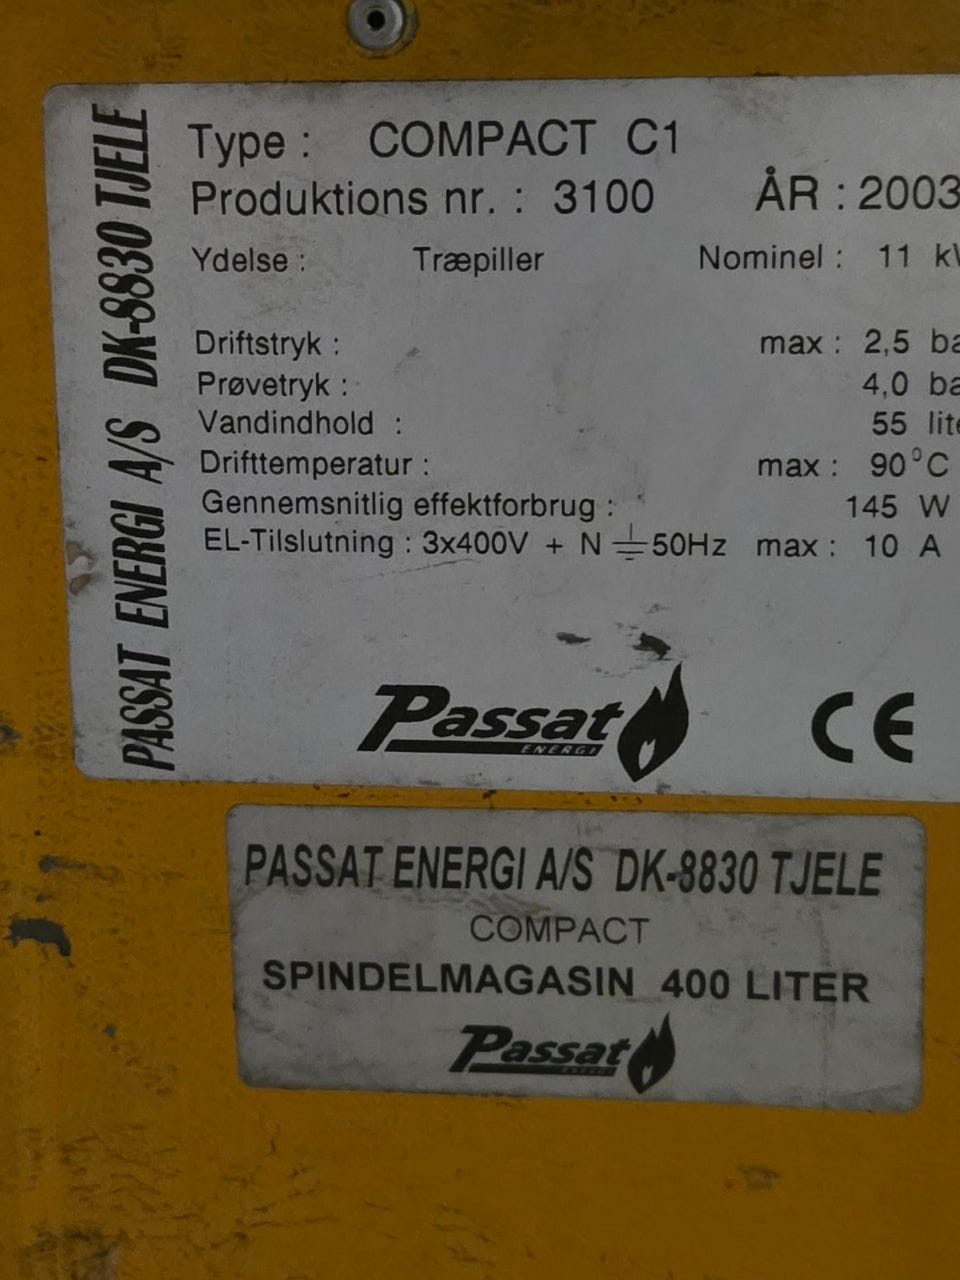 PASSAT ENERGI A/S DK-8830 TJELE
Type : COMPACT C1
Produktions nr. : 3100 ÅR : 2003
Ydelse : Træpiller Nominel : 11
Driftstryk : max : 2,5
Prøvetryk : 4,0
Vandindhold : 55
Drifttemperatur : max : 90°C
Gennemsnitlig effektforbrug : 145 W
EL-Tilslutning : 3x400V + N ⏚ 50Hz max : 10 A
Passat
ENERGI
CE
PASSAT ENERGI A/S DK-8830 TJELE
COMPACT
SPINDELMAGASIN 400 LITER
Passat
ENERGI